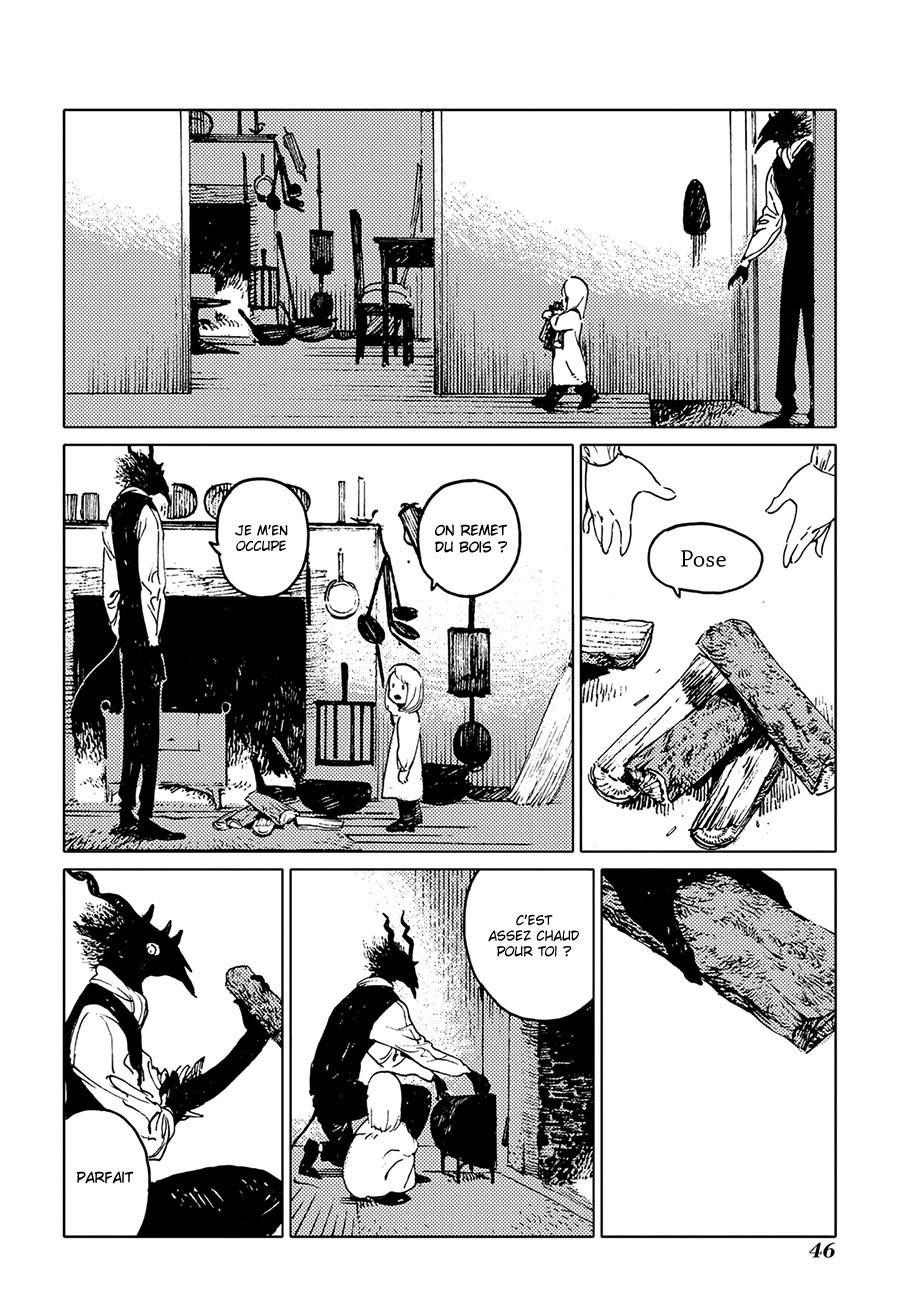 Pose
ON REMET
DU BOIS ?
JE M'EN
OCCUPE
C'EST
ASSEZ CHAUD
POUR TOI ?
PARFAIT
46